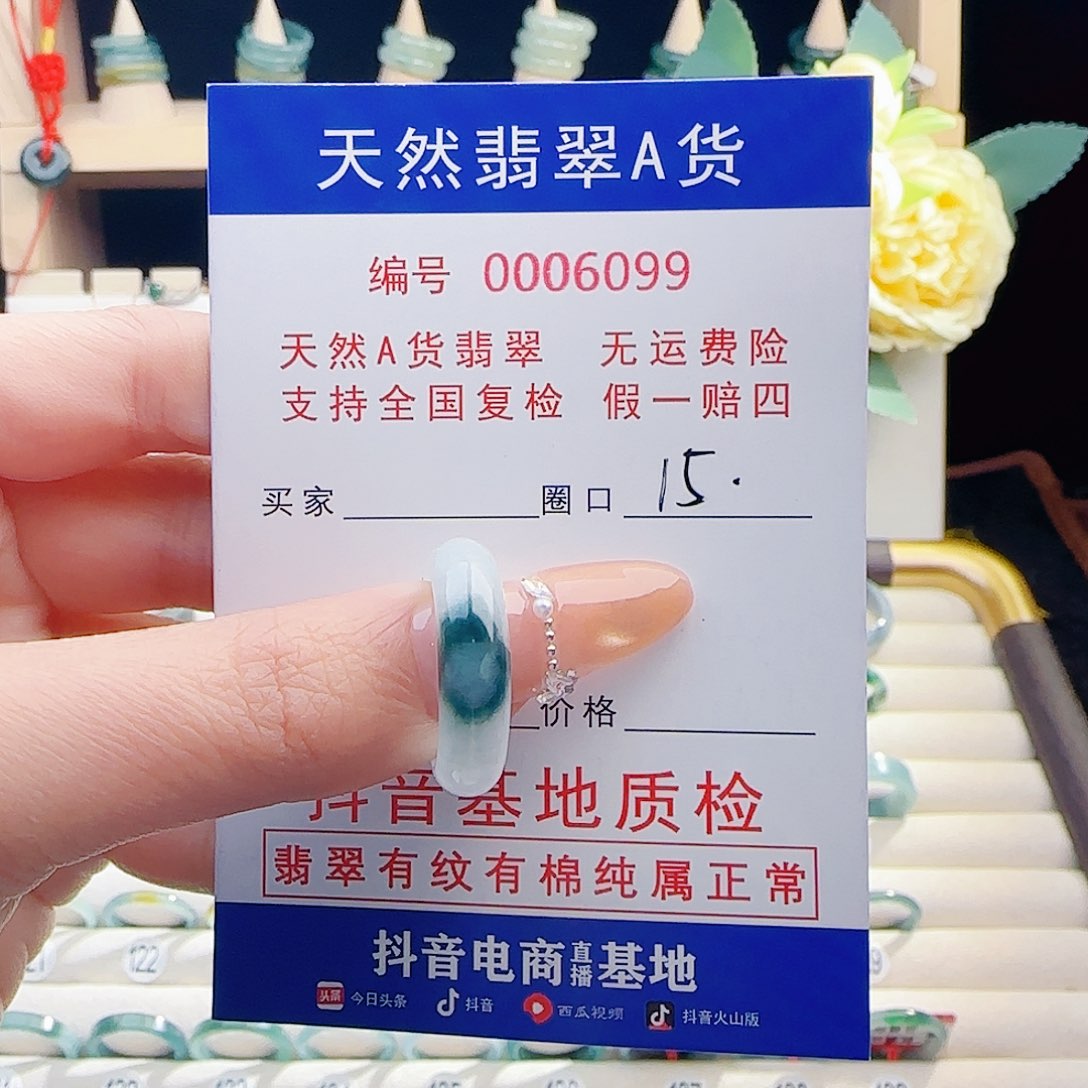 天然翡翠A货
编号 0006099
天然A货翡翠 无运费险
支持全国复检 假一赔四
买家 圈口 15.
价格
抖音基地质检
翡翠有纹有棉纯属正常
抖音电商直播基地
头条 今日头条 抖音 西瓜视频 抖音火山版
122